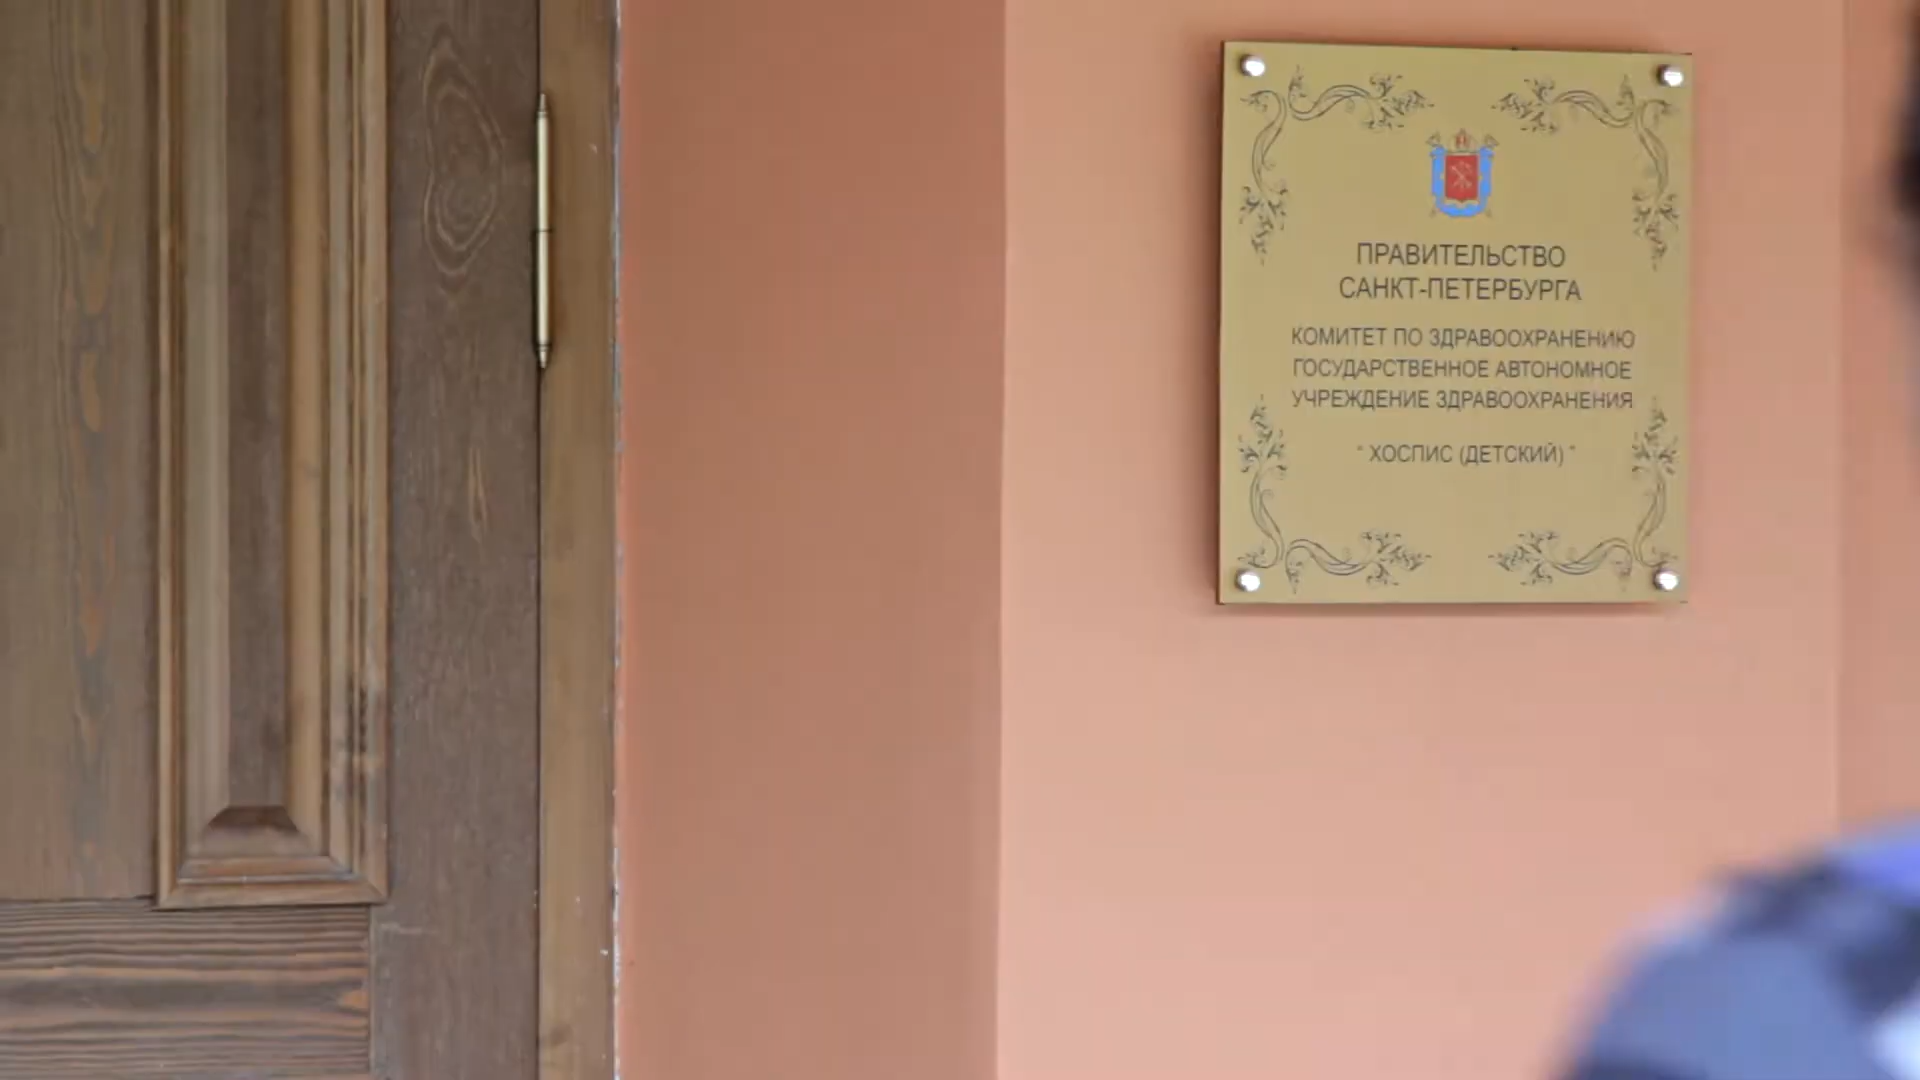 ПРАВИТЕЛЬСТВО
САНКТ-ПЕТЕРБУРГА
КОМИТЕТ ПО ЗДРАВООХРАНЕНИЮ
ГОСУДАРСТВЕННОЕ АВТОНОМНОЕ
УЧРЕЖДЕНИЕ ЗДРАВООХРАНЕНИЯ
" ХОСПИС (ДЕТСКИЙ) "